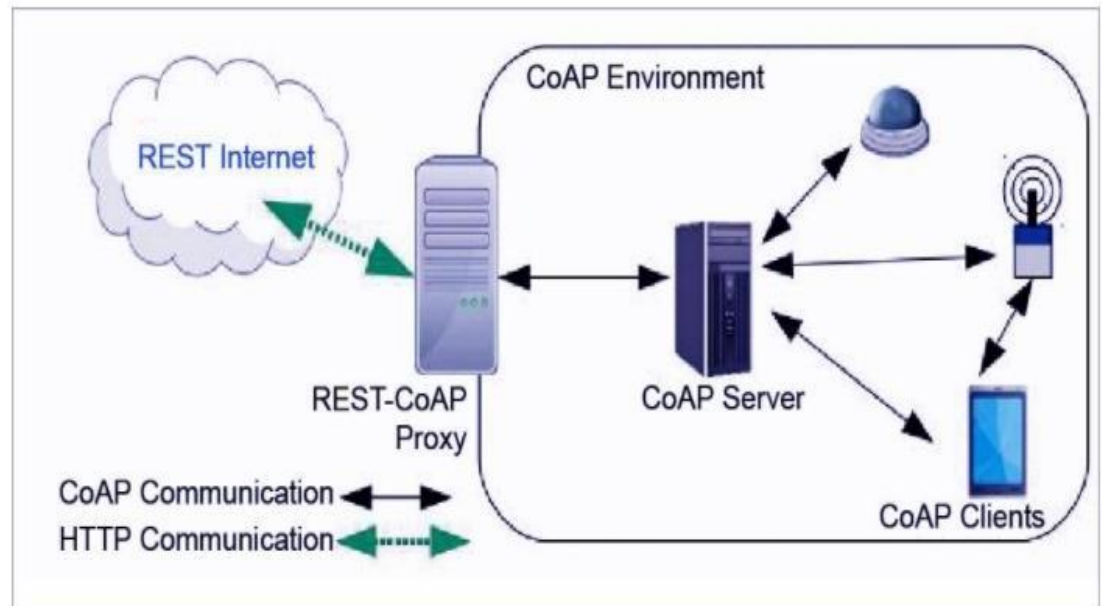 CoAP Environment
REST Internet
REST-CoAP
Proxy
CoAP Server
CoAP Clients
CoAP Communication
HTTP Communication